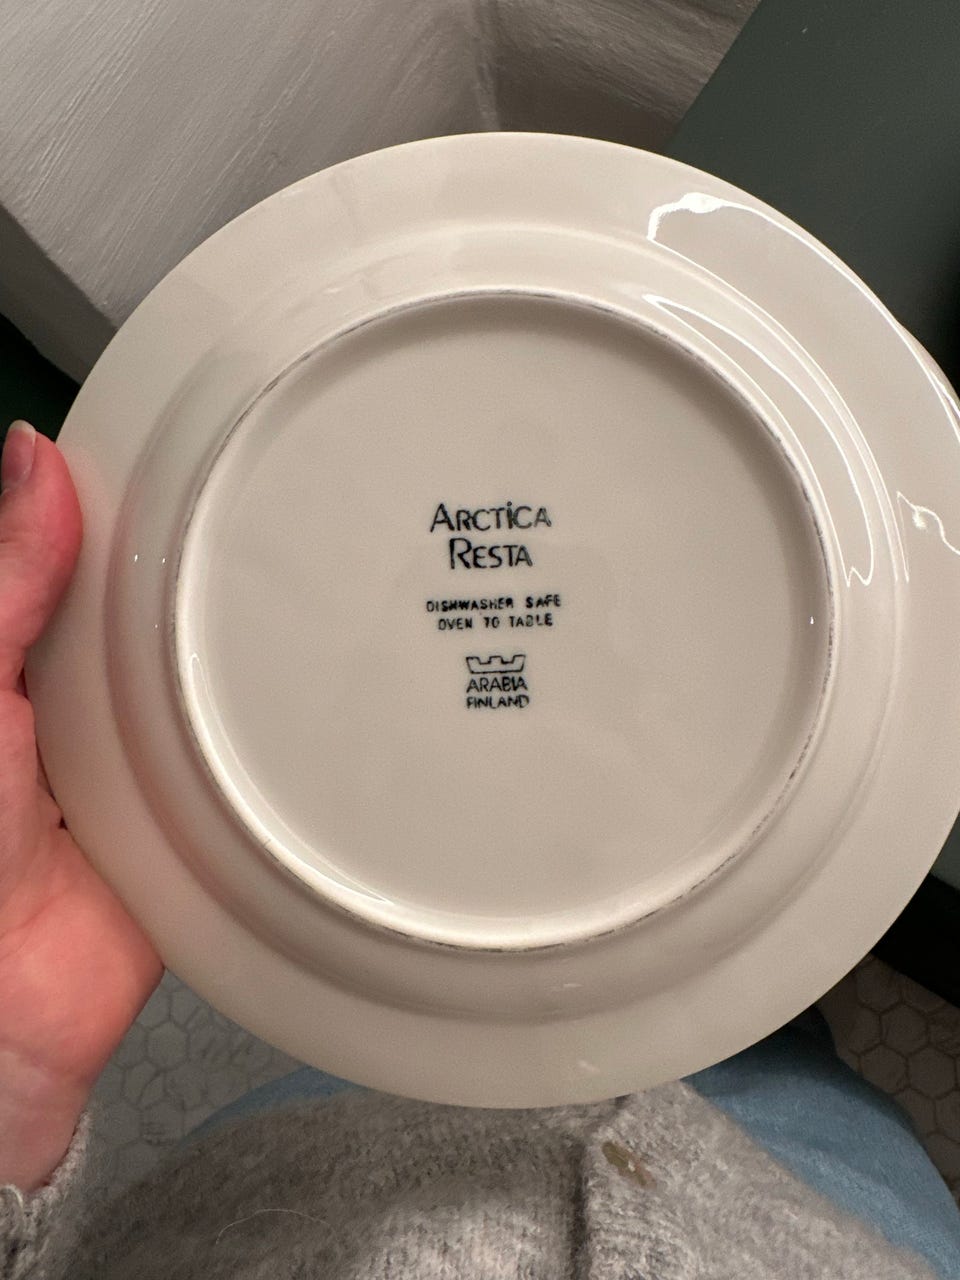 ARCTICA
RESTA
DISHWASHER SAFE
OVEN TO TABLE
ARABIA
FINLAND